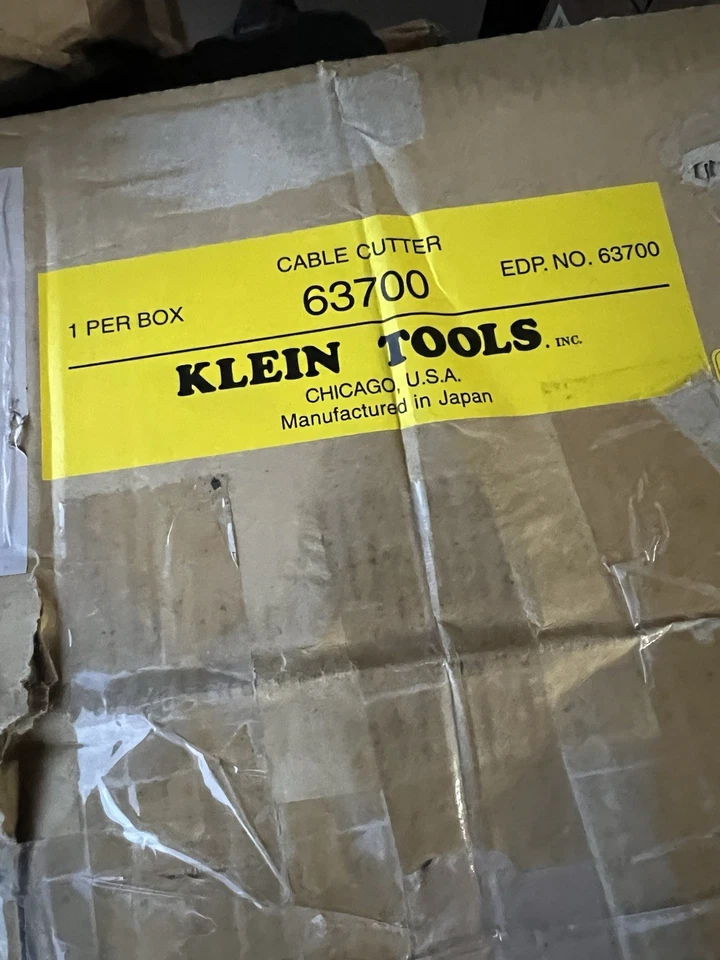 CABLE CUTTER
1 PER BOX 63700 EDP. NO. 63700
KLEIN TOOLS. INC.
CHICAGO, U.S.A.
Manufactured in Japan